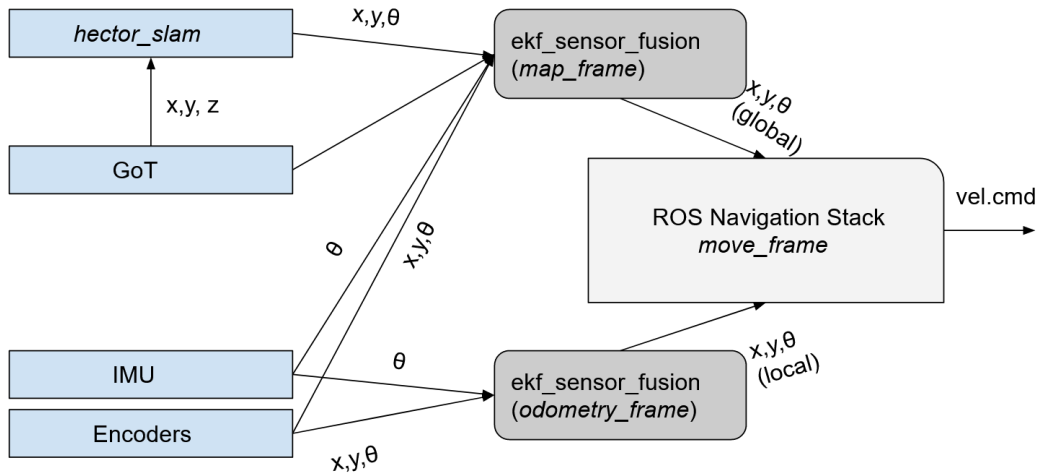 hector_slam
x,y,θ
ekf_sensor_fusion
(map_frame)
x,y, z
x,y,θ
(global)
GoT
ROS Navigation Stack
move_frame
vel.cmd
θ
x,y,θ
IMU
θ
ekf_sensor_fusion
(odometry_frame)
x,y,θ
(local)
Encoders
x,y,θ